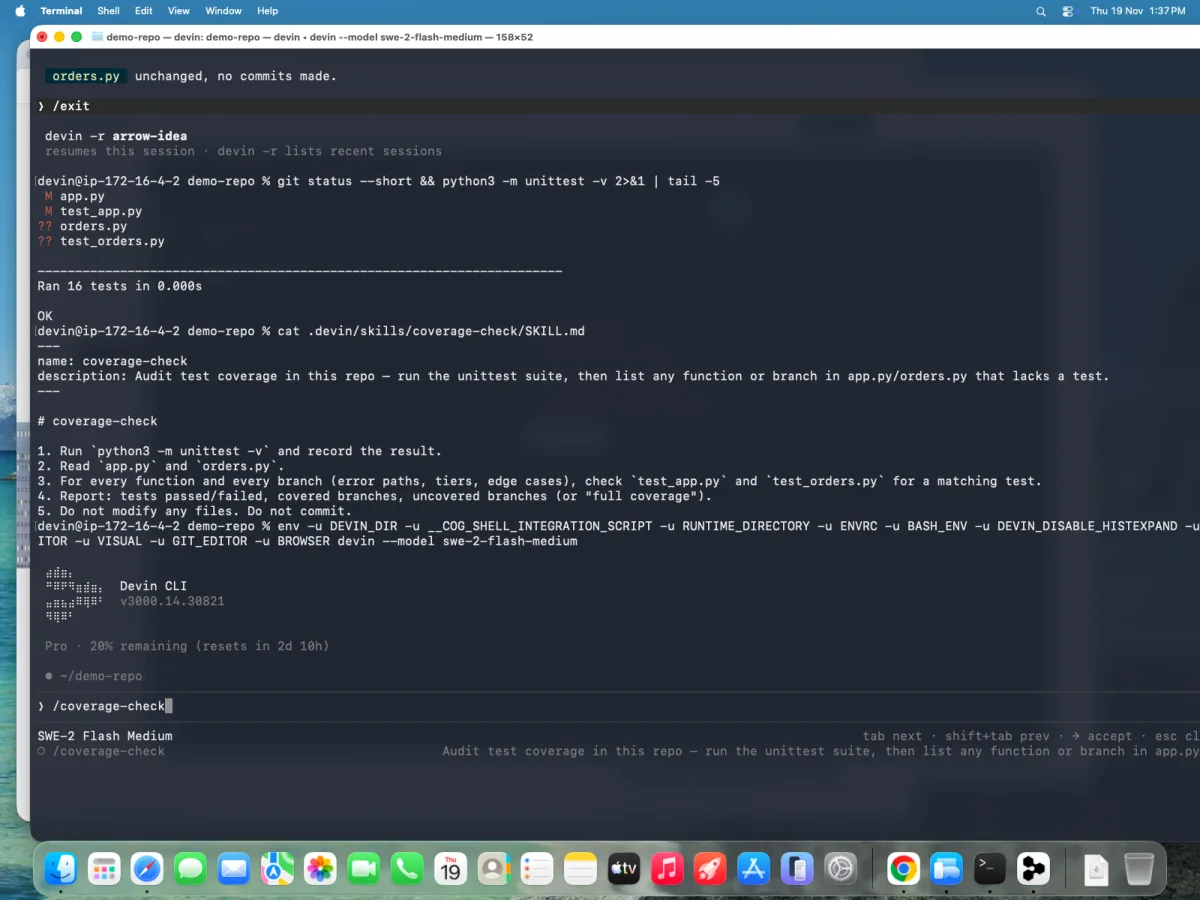 Terminal Shell Edit View Window Help Thu 19 Nov 1:37 PM
demo-repo — devin: demo-repo — devin • devin --model swe-2-flash-medium — 158×52
orders.py unchanged, no commits made.
❯ /exit
devin -r arrow-idea
resumes this session · devin -r lists recent sessions
[devin@ip-172-16-4-2 demo-repo % git status --short && python3 -m unittest -v 2>&1 | tail -5
M app.py
M test_app.py
?? orders.py
?? test_orders.py
----------------------------------------------------------------------
Ran 16 tests in 0.000s
OK
[devin@ip-172-16-4-2 demo-repo % cat .devin/skills/coverage-check/SKILL.md
---
name: coverage-check
description: Audit test coverage in this repo — run the unittest suite, then list any function or branch in app.py/orders.py that lacks a test.
---
# coverage-check
1. Run `python3 -m unittest -v` and record the result.
2. Read `app.py` and `orders.py`.
3. For every function and every branch (error paths, tiers, edge cases), check `test_app.py` and `test_orders.py` for a matching test.
4. Report: tests passed/failed, covered branches, uncovered branches (or "full coverage").
5. Do not modify any files. Do not commit.
[devin@ip-172-16-4-2 demo-repo % env -u DEVIN_DIR -u __COG_SHELL_INTEGRATION_SCRIPT -u RUNTIME_DIRECTORY -u ENVRC -u BASH_ENV -u DEVIN_DISABLE_HISTEXPAND -u
ITOR -u VISUAL -u GIT_EDITOR -u BROWSER devin --model swe-2-flash-medium
Devin CLI
v3000.14.30821
Pro · 20% remaining (resets in 2d 10h)
● ~/demo-repo
❯ /coverage-check
SWE-2 Flash Medium tab next · shift+tab prev · → accept · esc cl
○ /coverage-check Audit test coverage in this repo — run the unittest suite, then list any function or branch in app.py
Thu
19
tv